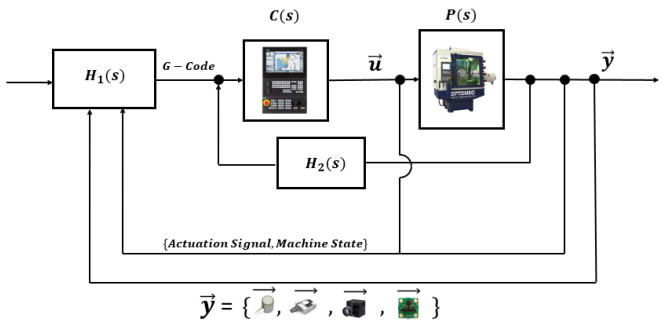 C(s)
P(s)
H₁(s)
G − Code
u⃗
y⃗
OPTOMEC
H₂(s)
{Actuation Signal, Machine State}
y⃗ = { , , , }